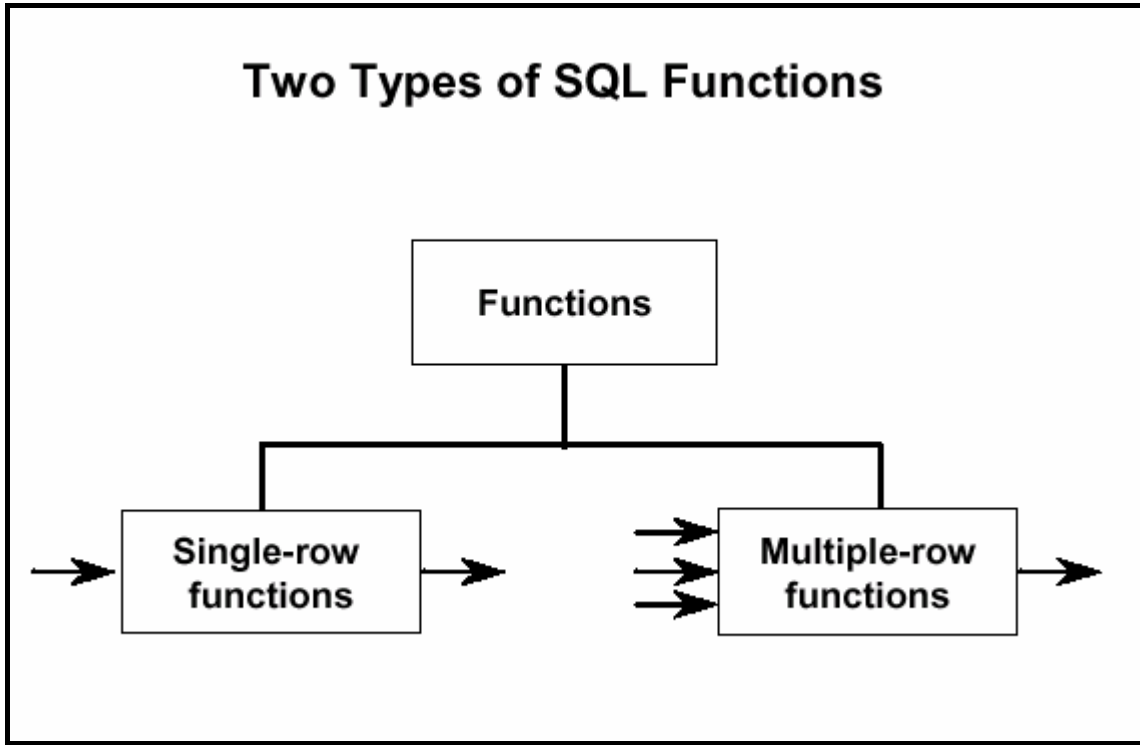 Two Types of SQL Functions
Functions
Single-row
functions
Multiple-row
functions